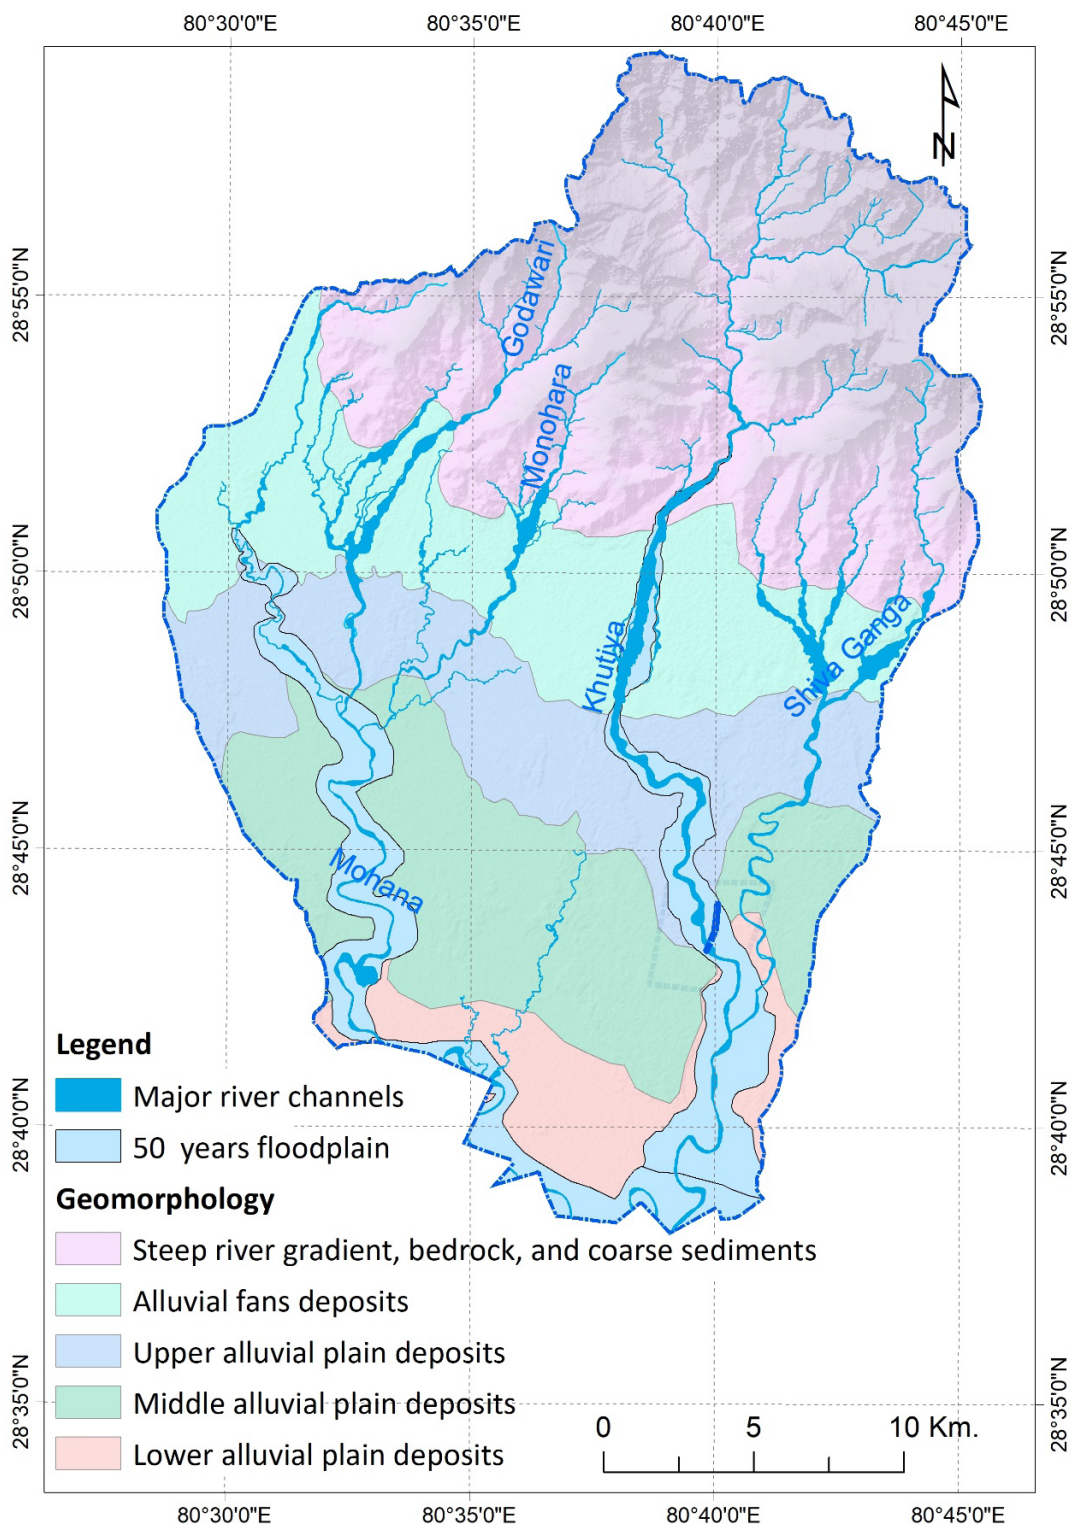 80°30'0"E 80°35'0"E 80°40'0"E 80°45'0"E
N
28°55'0"N
28°55'0"N
Godawari
Monohara
28°50'0"N
28°50'0"N
Khutiya
Shiva Ganga
28°45'0"N
28°45'0"N
Mohana
Legend
Major river channels
50 years floodplain
28°40'0"N
28°40'0"N
Geomorphology
Steep river gradient, bedrock, and coarse sediments
Alluvial fans deposits
Upper alluvial plain deposits
Middle alluvial plain deposits
Lower alluvial plain deposits
28°35'0"N
28°35'0"N
0 5 10 Km.
80°30'0"E 80°35'0"E 80°40'0"E 80°45'0"E